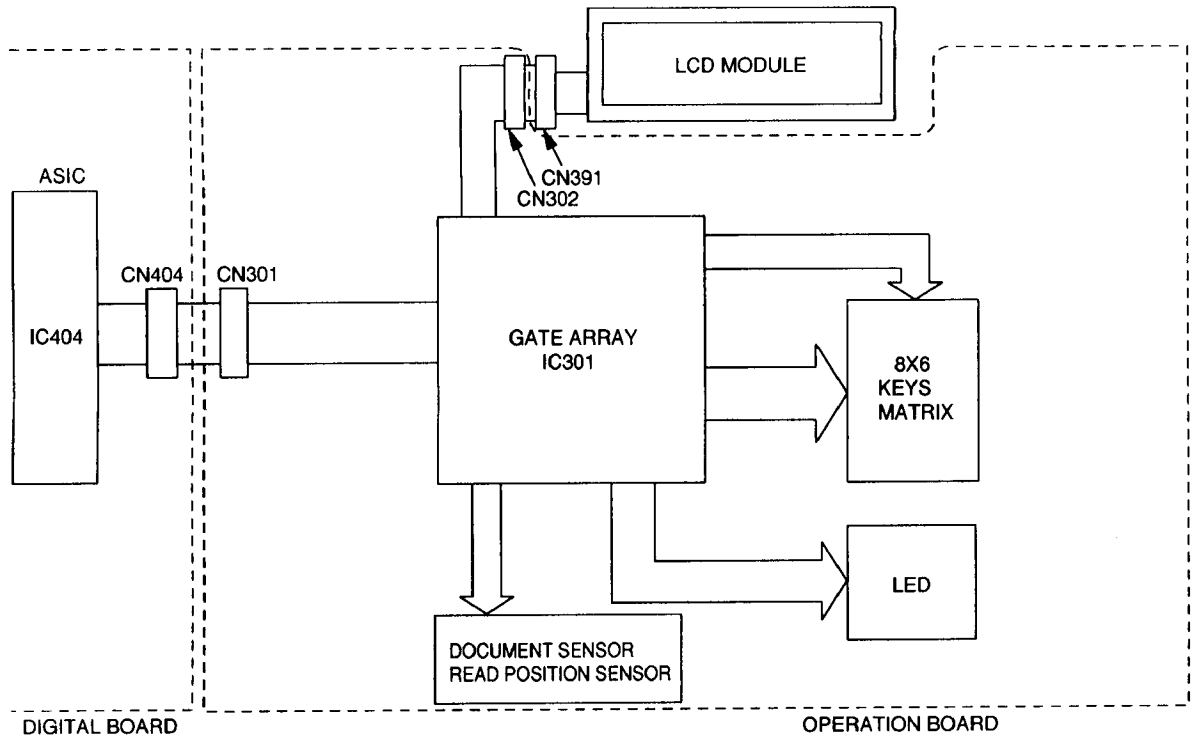 LCD MODULE
CN391
CN302
ASIC
CN404
CN301
IC404
GATE ARRAY
IC301
8X6
KEYS
MATRIX
LED
DOCUMENT SENSOR
READ POSITION SENSOR
DIGITAL BOARD
OPERATION BOARD